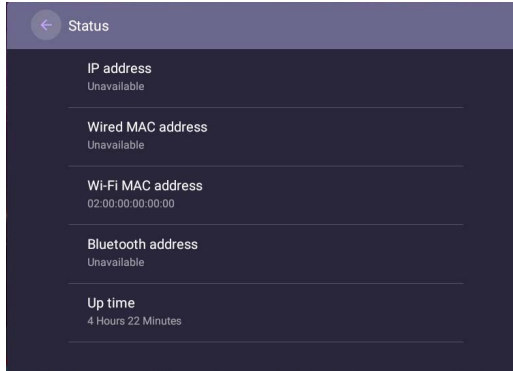 Status
IP address
Unavailable
Wired MAC address
Unavailable
Wi-Fi MAC address
02:00:00:00:00:00
Bluetooth address
Unavailable
Up time
4 Hours 22 Minutes